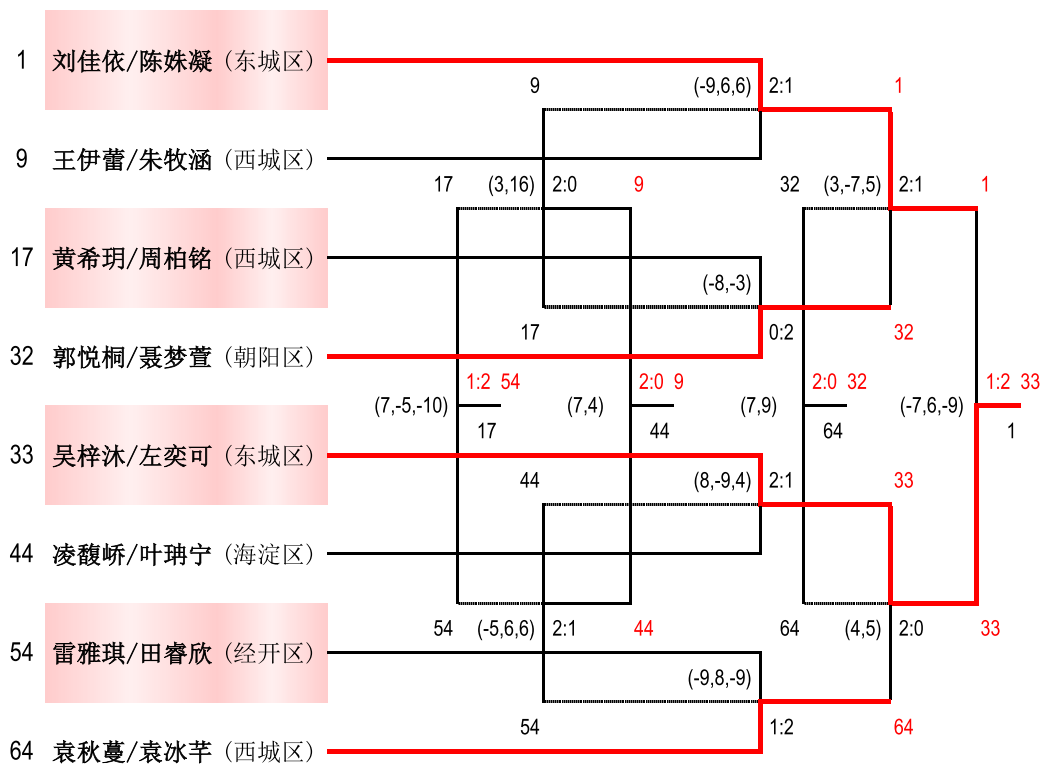 1 刘佳依/陈姝凝 (东城区)
9 (-9,6,6) 2:1 1
9 王伊蕾/朱牧涵 (西城区)
17 (3,16) 2:0 9 32 (3,-7,5) 2:1 1
17 黄希玥/周柏铭 (西城区)
(-8,-3)
17 0:2 32
32 郭悦桐/聂梦萱 (朝阳区)
1:2 54 2:0 9 2:0 32 1:2 33
(7,-5,-10) (7,4) (7,9) (-7,6,-9)
17 44 64 1
33 吴梓沐/左奕可 (东城区)
44 (8,-9,4) 2:1 33
44 凌馥峤/叶珃宁 (海淀区)
54 (-5,6,6) 2:1 44 64 (4,5) 2:0 33
54 雷雅琪/田睿欣 (经开区)
(-9,8,-9)
54 1:2 64
64 袁秋蔓/袁冰芊 (西城区)